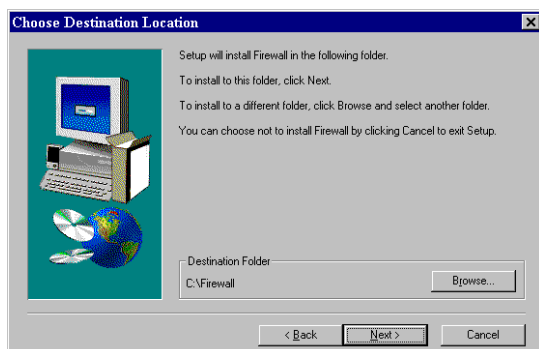 Choose Destination Location
Setup will install Firewall in the following folder.
To install to this folder, click Next.
To install to a different folder, click Browse and select another folder.
You can choose not to install Firewall by clicking Cancel to exit Setup.
Destination Folder
C:\Firewall
Browse...
< Back
Next >
Cancel